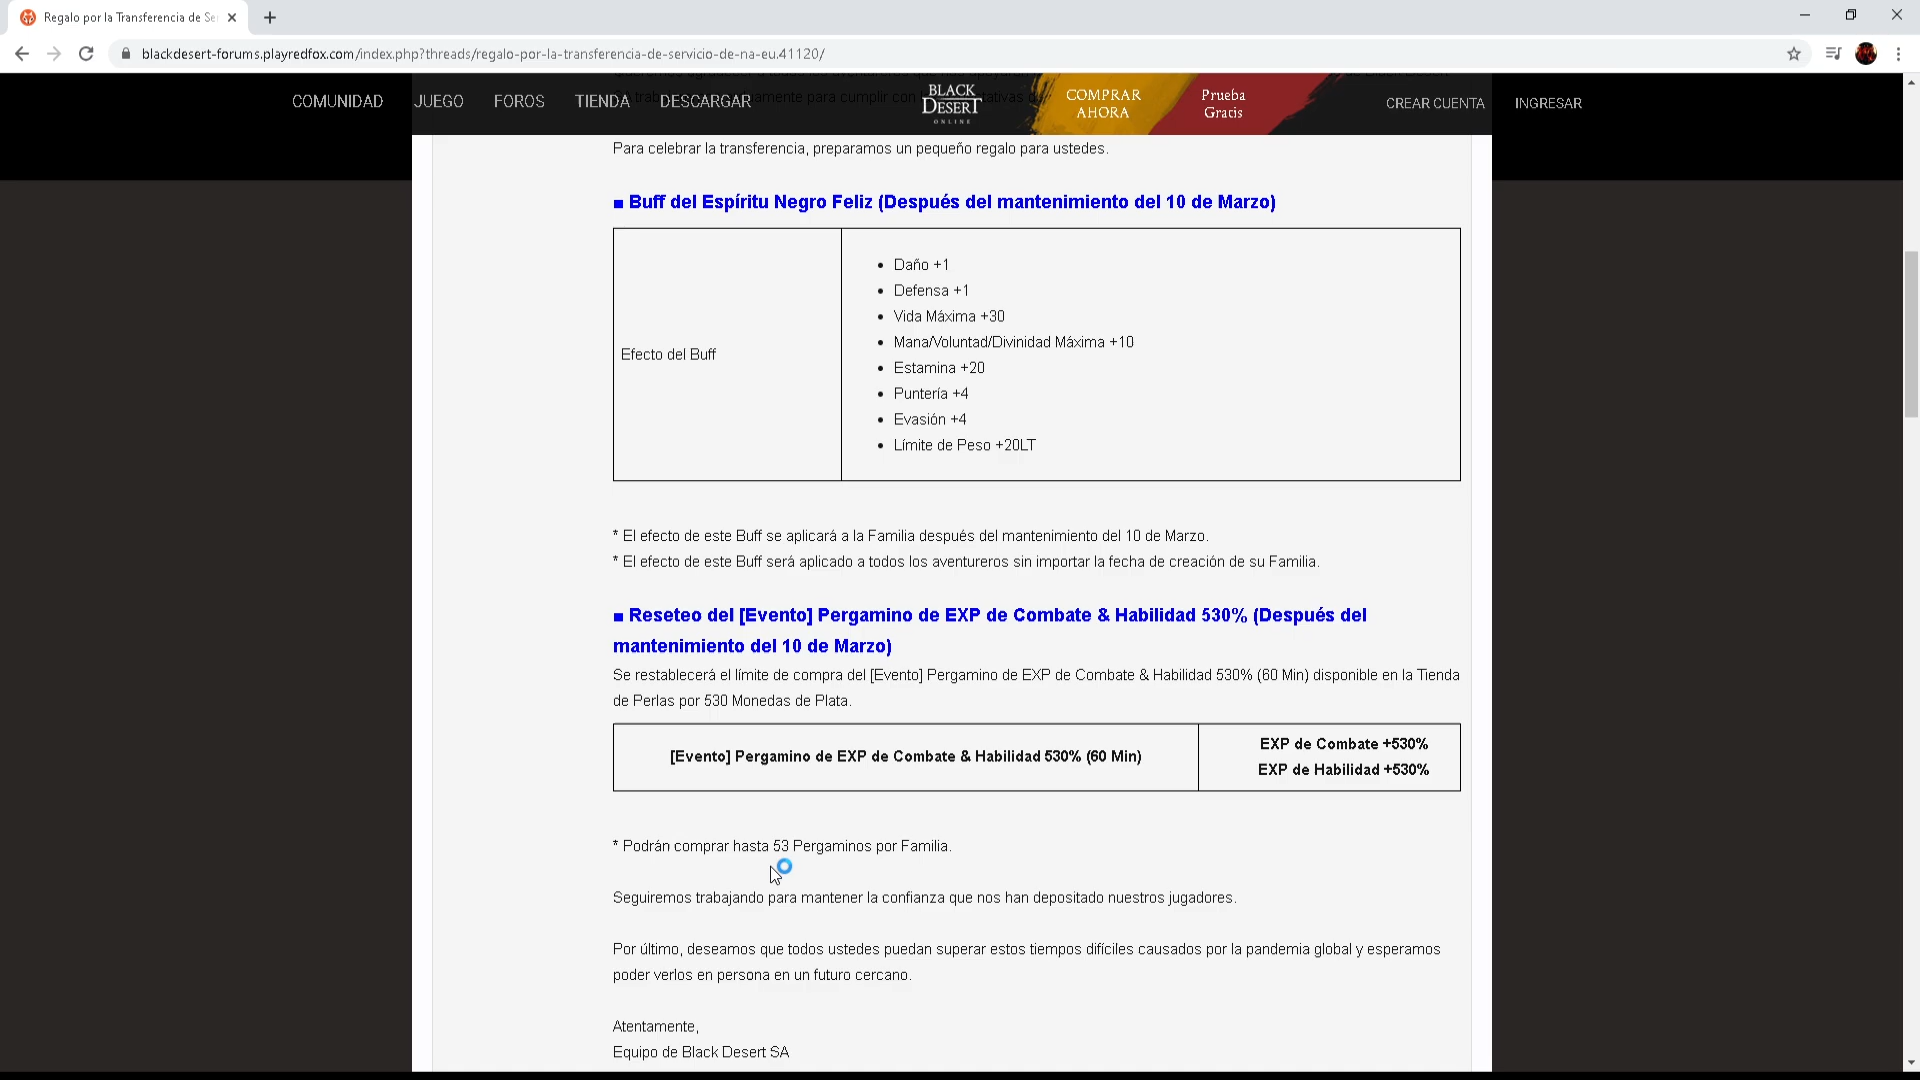 Regalo por la Transferencia de Se
blackdesert-forums.playredfox.com/index.php?threads/regalo-por-la-transferencia-de-servicio-de-na-eu.41120/
COMUNIDAD JUEGO FOROS TIENDA DESCARGAR BLACK DESERT ONLINE COMPRAR AHORA Prueba Gratis CREAR CUENTA INGRESAR
Para celebrar la transferencia, preparamos un pequeño regalo para ustedes.
■ Buff del Espíritu Negro Feliz (Después del mantenimiento del 10 de Marzo)
Efecto del Buff
• Daño +1
• Defensa +1
• Vida Máxima +30
• Mana/Voluntad/Divinidad Máxima +10
• Estamina +20
• Puntería +4
• Evasión +4
• Límite de Peso +20LT
* El efecto de este Buff se aplicará a la Familia después del mantenimiento del 10 de Marzo.
* El efecto de este Buff será aplicado a todos los aventureros sin importar la fecha de creación de su Familia.
■ Reseteo del [Evento] Pergamino de EXP de Combate & Habilidad 530% (Después del
mantenimiento del 10 de Marzo)
Se restablecerá el límite de compra del [Evento] Pergamino de EXP de Combate & Habilidad 530% (60 Min) disponible en la Tienda
de Perlas por 530 Monedas de Plata.
[Evento] Pergamino de EXP de Combate & Habilidad 530% (60 Min)
EXP de Combate +530%
EXP de Habilidad +530%
* Podrán comprar hasta 53 Pergaminos por Familia.
Seguiremos trabajando para mantener la confianza que nos han depositado nuestros jugadores.
Por último, deseamos que todos ustedes puedan superar estos tiempos difíciles causados por la pandemia global y esperamos
poder verlos en persona en un futuro cercano.
Atentamente,
Equipo de Black Desert SA